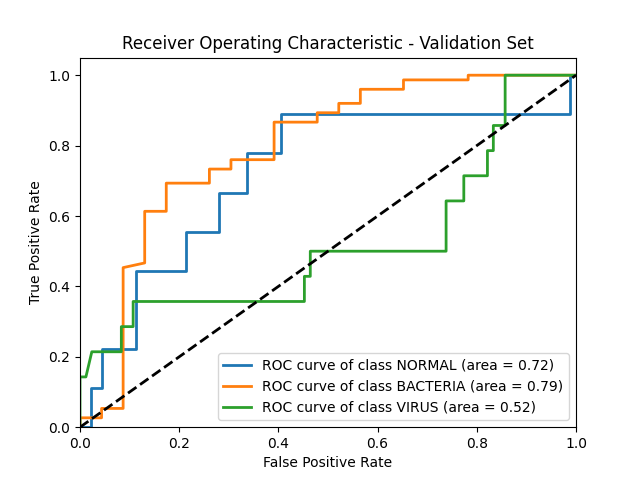 Receiver Operating Characteristic - Validation Set
1.0
0.8
0.6
0.4
0.2
0.0
True Positive Rate
ROC curve of class NORMAL (area = 0.72)
ROC curve of class BACTERIA (area = 0.79)
ROC curve of class VIRUS (area = 0.52)
0.0 0.2 0.4 0.6 0.8 1.0
False Positive Rate